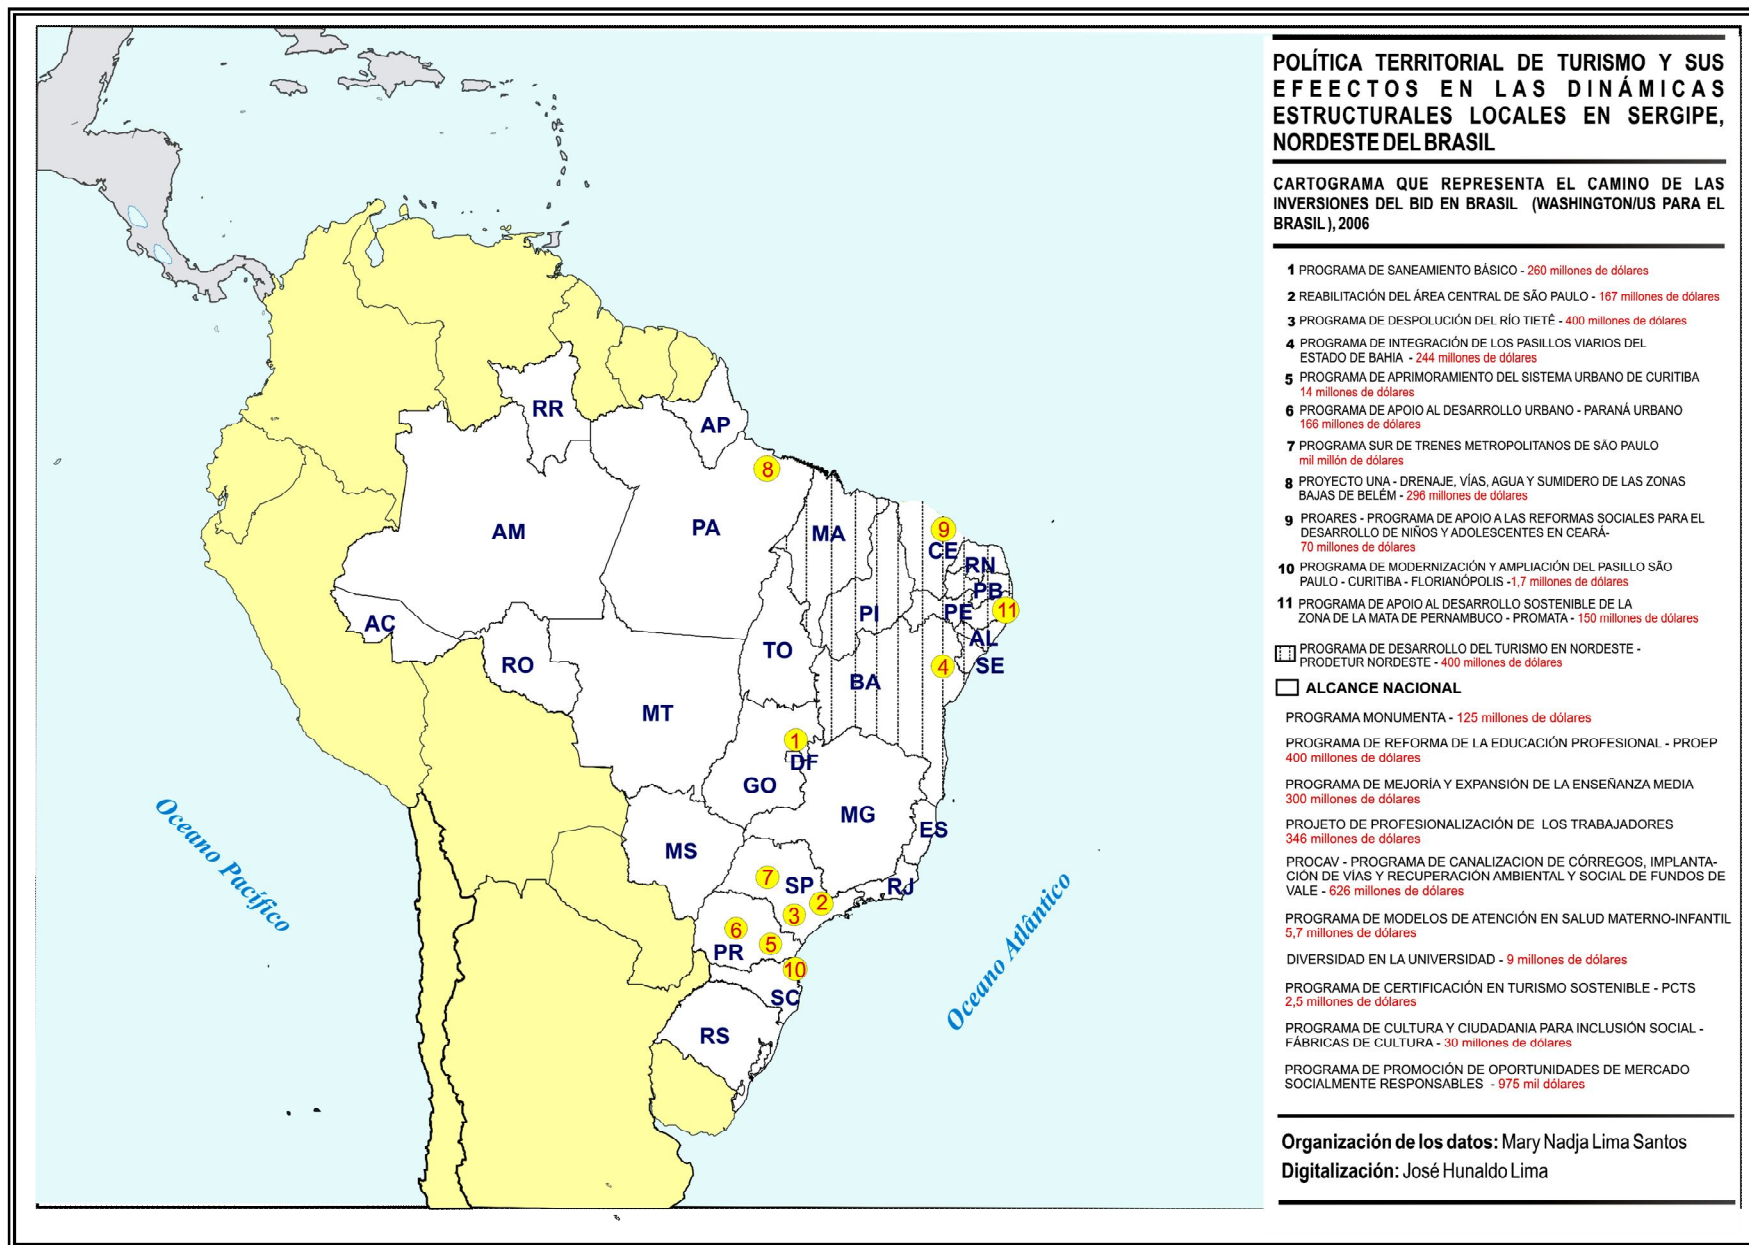 POLÍTICA TERRITORIAL DE TURISMO Y SUS
EFEECTOS EN LAS DINÁMICAS
ESTRUCTURALES LOCALES EN SERGIPE,
NORDESTE DEL BRASIL
CARTOGRAMA QUE REPRESENTA EL CAMINO DE LAS
INVERSIONES DEL BID EN BRASIL (WASHINGTON/US PARA EL
BRASIL), 2006
1 PROGRAMA DE SANEAMIENTO BÁSICO - 260 millones de dólares
2 REABILITACIÓN DEL ÁREA CENTRAL DE SÃO PAULO - 167 millones de dólares
3 PROGRAMA DE DESPOLUCIÓN DEL RÍO TIETÊ - 400 millones de dólares
4 PROGRAMA DE INTEGRACIÓN DE LOS PASILLOS VIARIOS DEL
ESTADO DE BAHIA - 244 millones de dólares
5 PROGRAMA DE APRIMORAMIENTO DEL SISTEMA URBANO DE CURITIBA
14 millones de dólares
6 PROGRAMA DE APOIO AL DESARROLLO URBANO - PARANÁ URBANO
166 millones de dólares
7 PROGRAMA SUR DE TRENES METROPOLITANOS DE SÃO PAULO
mil millón de dólares
8 PROYECTO UNA - DRENAJE, VÍAS, AGUA Y SUMIDERO DE LAS ZONAS
BAJAS DE BELÉM - 296 millones de dólares
9 PROARES - PROGRAMA DE APOIO A LAS REFORMAS SOCIALES PARA EL
DESARROLLO DE NIÑOS Y ADOLESCENTES EN CEARÁ-
70 millones de dólares
10 PROGRAMA DE MODERNIZACIÓN Y AMPLIACIÓN DEL PASILLO SÃO
PAULO - CURITIBA - FLORIANÓPOLIS -1,7 millones de dólares
11 PROGRAMA DE APOIO AL DESARROLLO SOSTENIBLE DE LA
ZONA DE LA MATA DE PERNAMBUCO - PROMATA - 150 millones de dólares
PROGRAMA DE DESARROLLO DEL TURISMO EN NORDESTE -
PRODETUR NORDESTE - 400 millones de dólares
ALCANCE NACIONAL
PROGRAMA MONUMENTA - 125 millones de dólares
PROGRAMA DE REFORMA DE LA EDUCACIÓN PROFESIONAL - PROEP
400 millones de dólares
PROGRAMA DE MEJORÍA Y EXPANSIÓN DE LA ENSEÑANZA MEDIA
300 millones de dólares
PROJETO DE PROFESIONALIZACIÓN DE LOS TRABAJADORES
346 millones de dólares
PROCAV - PROGRAMA DE CANALIZACION DE CÓRREGOS, IMPLANTA-
CIÓN DE VÍAS Y RECUPERACIÓN AMBIENTAL Y SOCIAL DE FUNDOS DE
VALE - 626 millones de dólares
PROGRAMA DE MODELOS DE ATENCIÓN EN SALUD MATERNO-INFANTIL
5,7 millones de dólares
DIVERSIDAD EN LA UNIVERSIDAD - 9 millones de dólares
PROGRAMA DE CERTIFICACIÓN EN TURISMO SOSTENIBLE - PCTS
2,5 millones de dólares
PROGRAMA DE CULTURA Y CIUDADANIA PARA INCLUSIÓN SOCIAL -
FÁBRICAS DE CULTURA - 30 millones de dólares
PROGRAMA DE PROMOCIÓN DE OPORTUNIDADES DE MERCADO
SOCIALMENTE RESPONSABLES - 975 mil dólares
Organización de los datos: Mary Nadja Lima Santos
Digitalización: José Hunaldo Lima
RR
AP
8
AM
PA
MA
9
CE
RN
PB
PE
11
PI
AC
AL
TO
RO
4
SE
BA
MT
1
DF
GO
MG
ES
MS
7
SP
RJ
2
3
6
5
PR
10
SC
RS
Oceano Pacífico
Oceano Atlântico